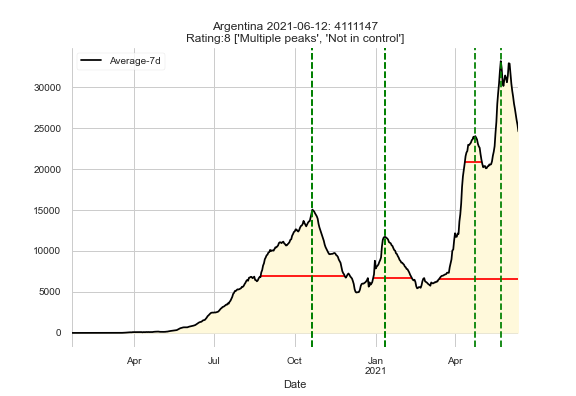 Argentina 2021-06-12: 4111147
Rating:8 ['Multiple peaks', 'Not in control']
Average-7d
30000
25000
20000
15000
10000
5000
0
Apr
Jul
Oct
Jan
2021
Apr
Date